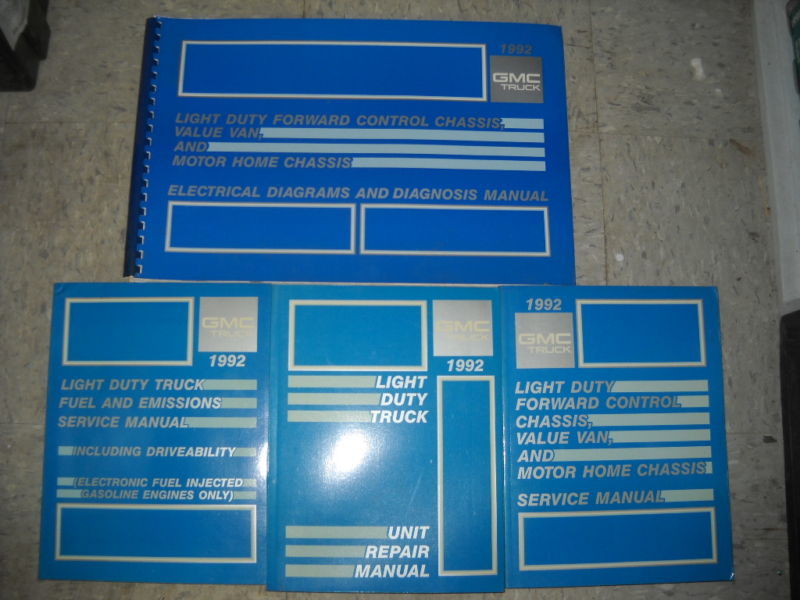 1992
GMC
TRUCK
LIGHT DUTY FORWARD CONTROL CHASSIS,
VALUE VAN,
AND
MOTOR HOME CHASSIS
ELECTRICAL DIAGRAMS AND DIAGNOSIS MANUAL
GMC
TRUCK
1992
LIGHT DUTY TRUCK
FUEL AND EMISSIONS
SERVICE MANUAL
INCLUDING DRIVEABILITY
(ELECTRONIC FUEL INJECTED
GASOLINE ENGINES ONLY)
GMC
TRUCK
1992
LIGHT
DUTY
TRUCK
UNIT
REPAIR
MANUAL
1992
GMC
TRUCK
LIGHT DUTY
FORWARD CONTROL
CHASSIS,
VALUE VAN,
AND
MOTOR HOME CHASSIS
SERVICE MANUAL